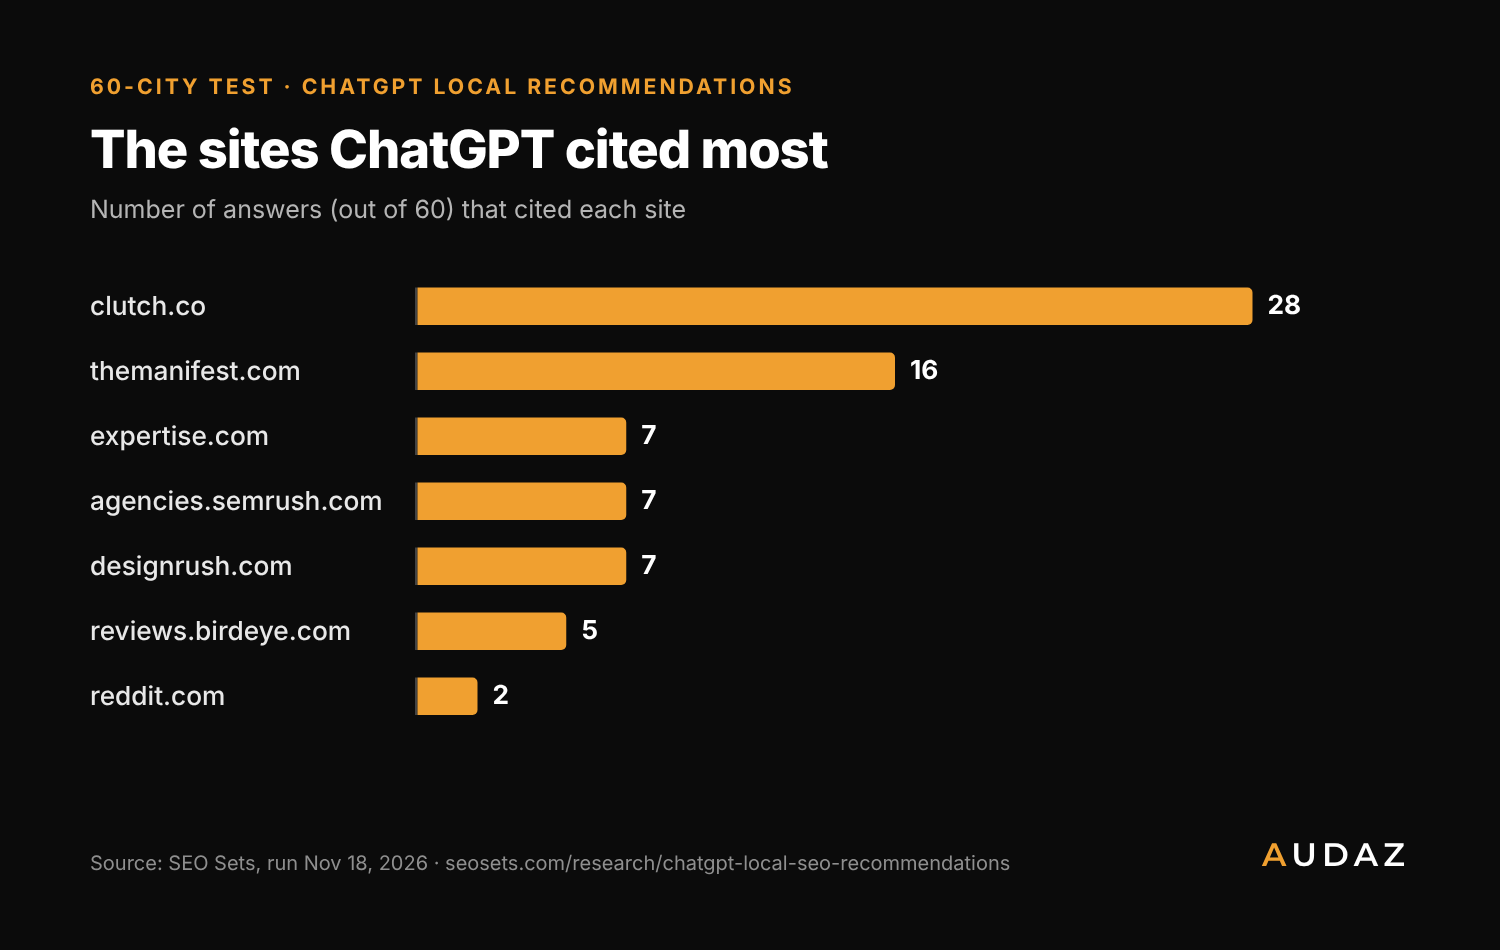 60-CITY TEST · CHATGPT LOCAL RECOMMENDATIONS
The sites ChatGPT cited most
Number of answers (out of 60) that cited each site
clutch.co 28
themanifest.com 16
expertise.com 7
agencies.semrush.com 7
designrush.com 7
reviews.birdeye.com 5
reddit.com 2
Source: SEO Sets, run Nov 18, 2026 · seosets.com/research/chatgpt-local-seo-recommendations
AUDAZ